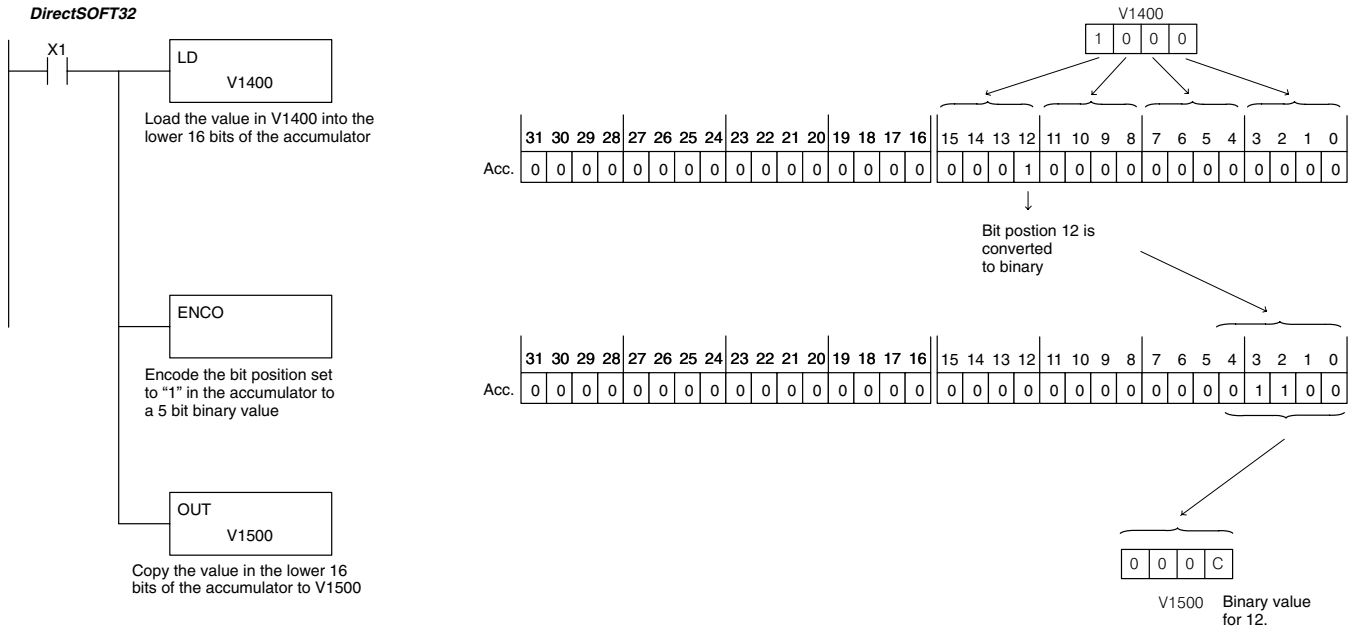 DirectSOFT32
X1
LD
V1400
Load the value in V1400 into the
lower 16 bits of the accumulator
V1400
1 0 0 0
31 30 29 28 27 26 25 24 23 22 21 20 19 18 17 16 15 14 13 12 11 10 9 8 7 6 5 4 3 2 1 0
Acc. 0 0 0 0 0 0 0 0 0 0 0 0 0 0 0 0 0 0 0 1 0 0 0 0 0 0 0 0 0 0 0 0
Bit postion 12 is
converted
to binary
ENCO
Encode the bit position set
to “1” in the accumulator to
a 5 bit binary value
31 30 29 28 27 26 25 24 23 22 21 20 19 18 17 16 15 14 13 12 11 10 9 8 7 6 5 4 3 2 1 0
Acc. 0 0 0 0 0 0 0 0 0 0 0 0 0 0 0 0 0 0 0 0 0 0 0 0 0 0 0 0 1 1 0 0
OUT
V1500
Copy the value in the lower 16
bits of the accumulator to V1500
0 0 0 C
V1500
Binary value
for 12.